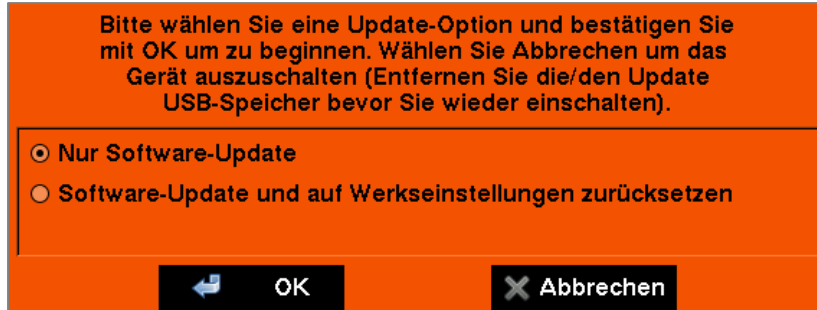 Bitte wählen Sie eine Update-Option und bestätigen Sie
mit OK um zu beginnen. Wählen Sie Abbrechen um das
Gerät auszuschalten (Entfernen Sie die/den Update
USB-Speicher bevor Sie wieder einschalten).
Nur Software-Update
Software-Update und auf Werkseinstellungen zurücksetzen
OK
Abbrechen